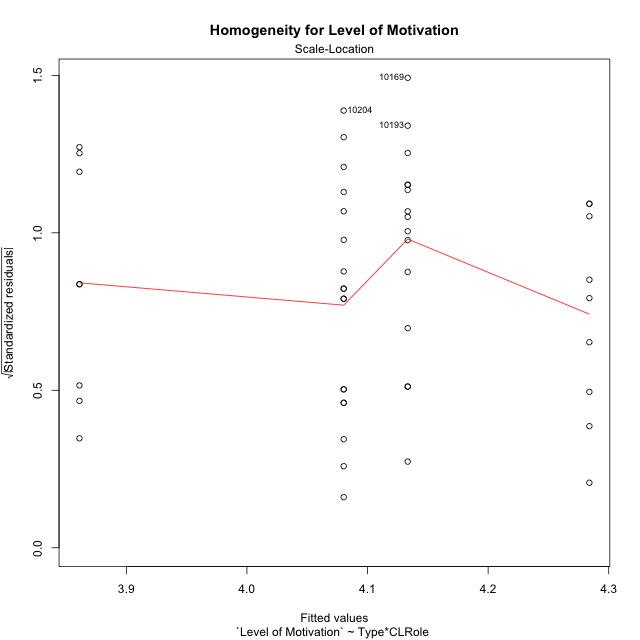 Homogeneity for Level of Motivation
Scale-Location
1.5
1.0
0.5
0.0
√|Standardized residuals|
10169
10204
10193
3.9
4.0
4.1
4.2
4.3
Fitted values
`Level of Motivation` ~ Type*CLRole